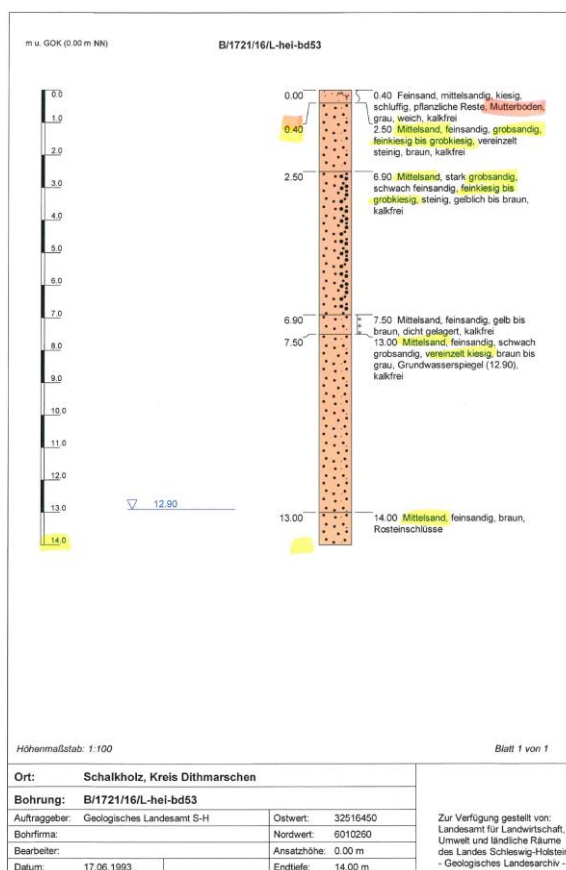 m u. GOK (0.00 m NN)
B/1721/16/L-hei-bd53
0.0
1.0
2.0
3.0
4.0
5.0
6.0
7.0
8.0
9.0
10.0
11.0
12.0
13.0
14.0
12.90
0.00
0.40
2.50
6.90
7.50
13.00
0.40 Feinsand, mittelsandig, kiesig,
schluffig, pflanzliche Reste, Mutterboden,
grau, weich, kalkfrei
2.50 Mittelsand, feinsandig, grobsandig,
feinkiesig bis grobkiesig, vereinzelt
steinig, braun, kalkfrei
6.90 Mittelsand, stark grobsandig,
schwach feinsandig, feinkiesig bis
grobkiesig, steinig, gelblich bis braun,
kalkfrei
7.50 Mittelsand, feinsandig, gelb bis
braun, dicht gelagert, kalkfrei
13.00 Mittelsand, feinsandig, schwach
grobsandig, vereinzelt kiesig, braun bis
grau, Grundwasserspiegel (12.90),
kalkfrei
14.00 Mittelsand, feinsandig, braun,
Rosteinschlüsse
Höhenmaßstab: 1:100
Blatt 1 von 1
Ort: Schalkholz, Kreis Dithmarschen
Bohrung: B/1721/16/L-hei-bd53
Auftraggeber: Geologisches Landesamt S-H
Ostwert: 32516450
Bohrfirma:
Nordwert: 6010260
Bearbeiter:
Ansatzhöhe: 0.00 m
Datum: 17.06.1993
Endtiefe: 14.00 m
Zur Verfügung gestellt von:
Landesamt für Landwirtschaft,
Umwelt und ländliche Räume
des Landes Schleswig-Holstein
- Geologisches Landesarchiv -